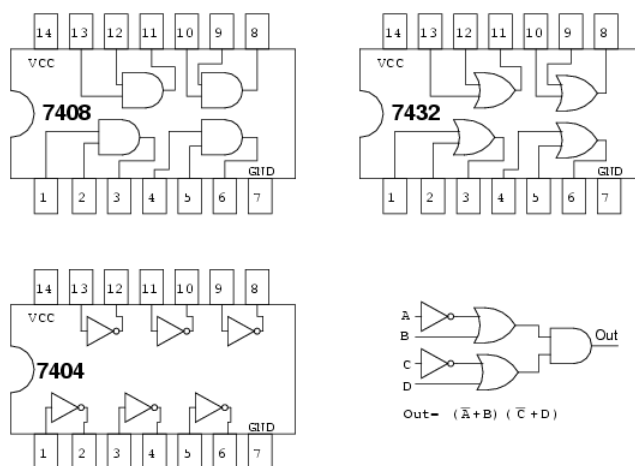 14 13 12 11 10 9 8
VCC
7408
GND
1 2 3 4 5 6 7
14 13 12 11 10 9 8
VCC
7432
GND
1 2 3 4 5 6 7
14 13 12 11 10 9 8
VCC
7404
GND
1 2 3 4 5 6 7
A
B
C
D
Out
Out= (A̅+B) (C̅+D)